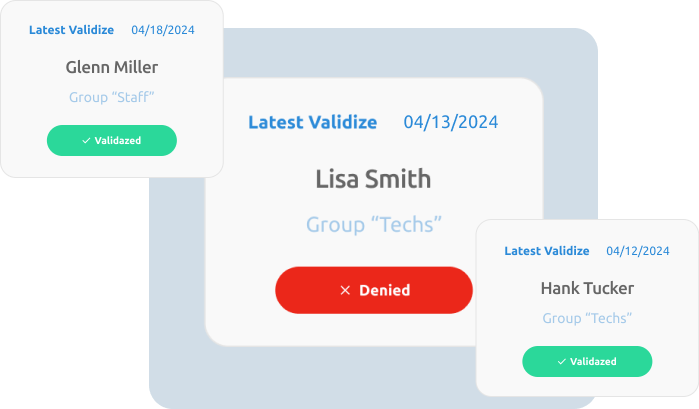 Latest Validize 04/18/2024
Glenn Miller
Group “Staff”
Validazed
Latest Validize 04/13/2024
Lisa Smith
Group “Techs”
Denied
Latest Validize 04/12/2024
Hank Tucker
Group “Techs”
Validazed